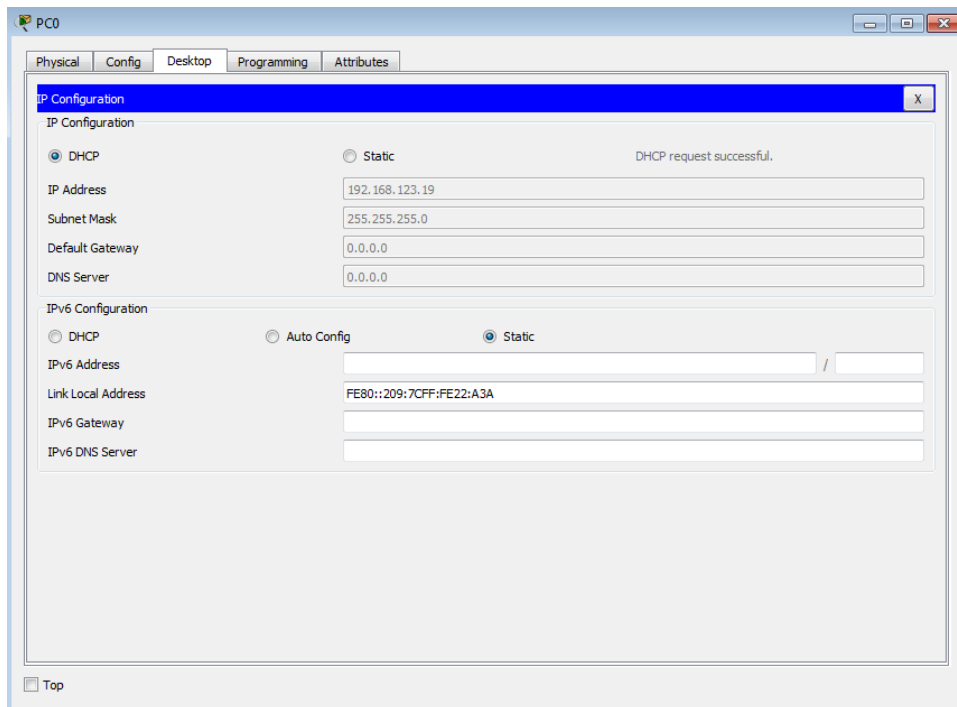 PC0
Physical Config Desktop Programming Attributes
IP Configuration X
IP Configuration
DHCP Static DHCP request successful.
IP Address 192.168.123.19
Subnet Mask 255.255.255.0
Default Gateway 0.0.0.0
DNS Server 0.0.0.0
IPv6 Configuration
DHCP Auto Config Static
IPv6 Address /
Link Local Address FE80::209:7CFF:FE22:A3A
IPv6 Gateway
IPv6 DNS Server
Top